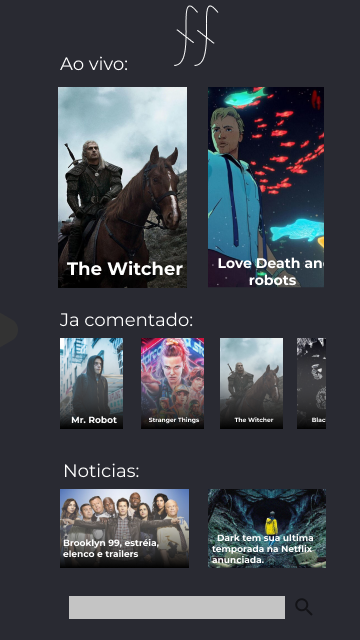 ff
Ao vivo:
The Witcher
Love Death an
robots
Ja comentado:
Mr. Robot
Stranger Things
The Witcher
Blac
Noticias:
Brooklyn 99, estréia,
elenco e trailers
Dark tem sua ultima
temporada na Netflix
anunciada.